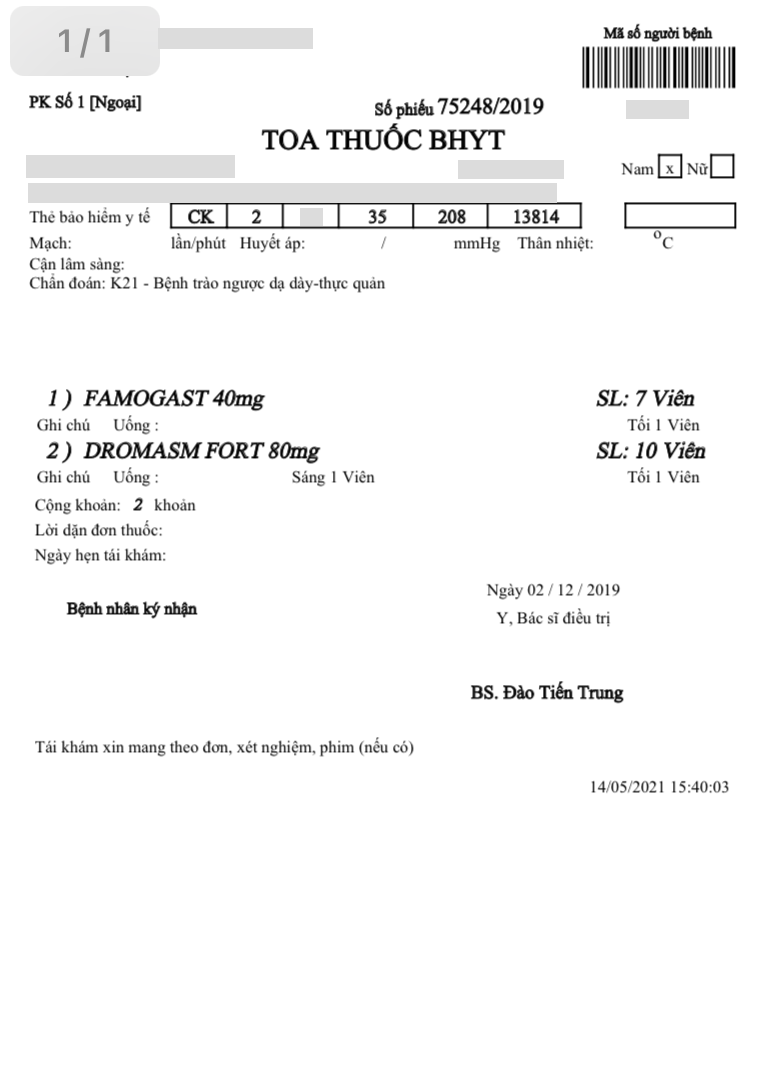 1/1
Mã số người bệnh
PK Số 1 [Ngoại]
Số phiếu 75248/2019
TOA THUỐC BHYT
Nam x Nữ
Thẻ bảo hiểm y tế CK 2 35 208 13814
Mạch: lần/phút Huyết áp: / mmHg Thân nhiệt: °C
Cận lâm sàng:
Chẩn đoán: K21 - Bệnh trào ngược dạ dày-thực quản
1 ) FAMOGAST 40mg SL: 7 Viên
Ghi chú Uống : Tối 1 Viên
2 ) DROMASM FORT 80mg SL: 10 Viên
Ghi chú Uống : Sáng 1 Viên Tối 1 Viên
Cộng khoản: 2 khoản
Lời dặn đơn thuốc:
Ngày hẹn tái khám:
Ngày 02 / 12 / 2019
Bệnh nhân ký nhận
Y, Bác sĩ điều trị
BS. Đào Tiến Trung
Tái khám xin mang theo đơn, xét nghiệm, phim (nếu có)
14/05/2021 15:40:03